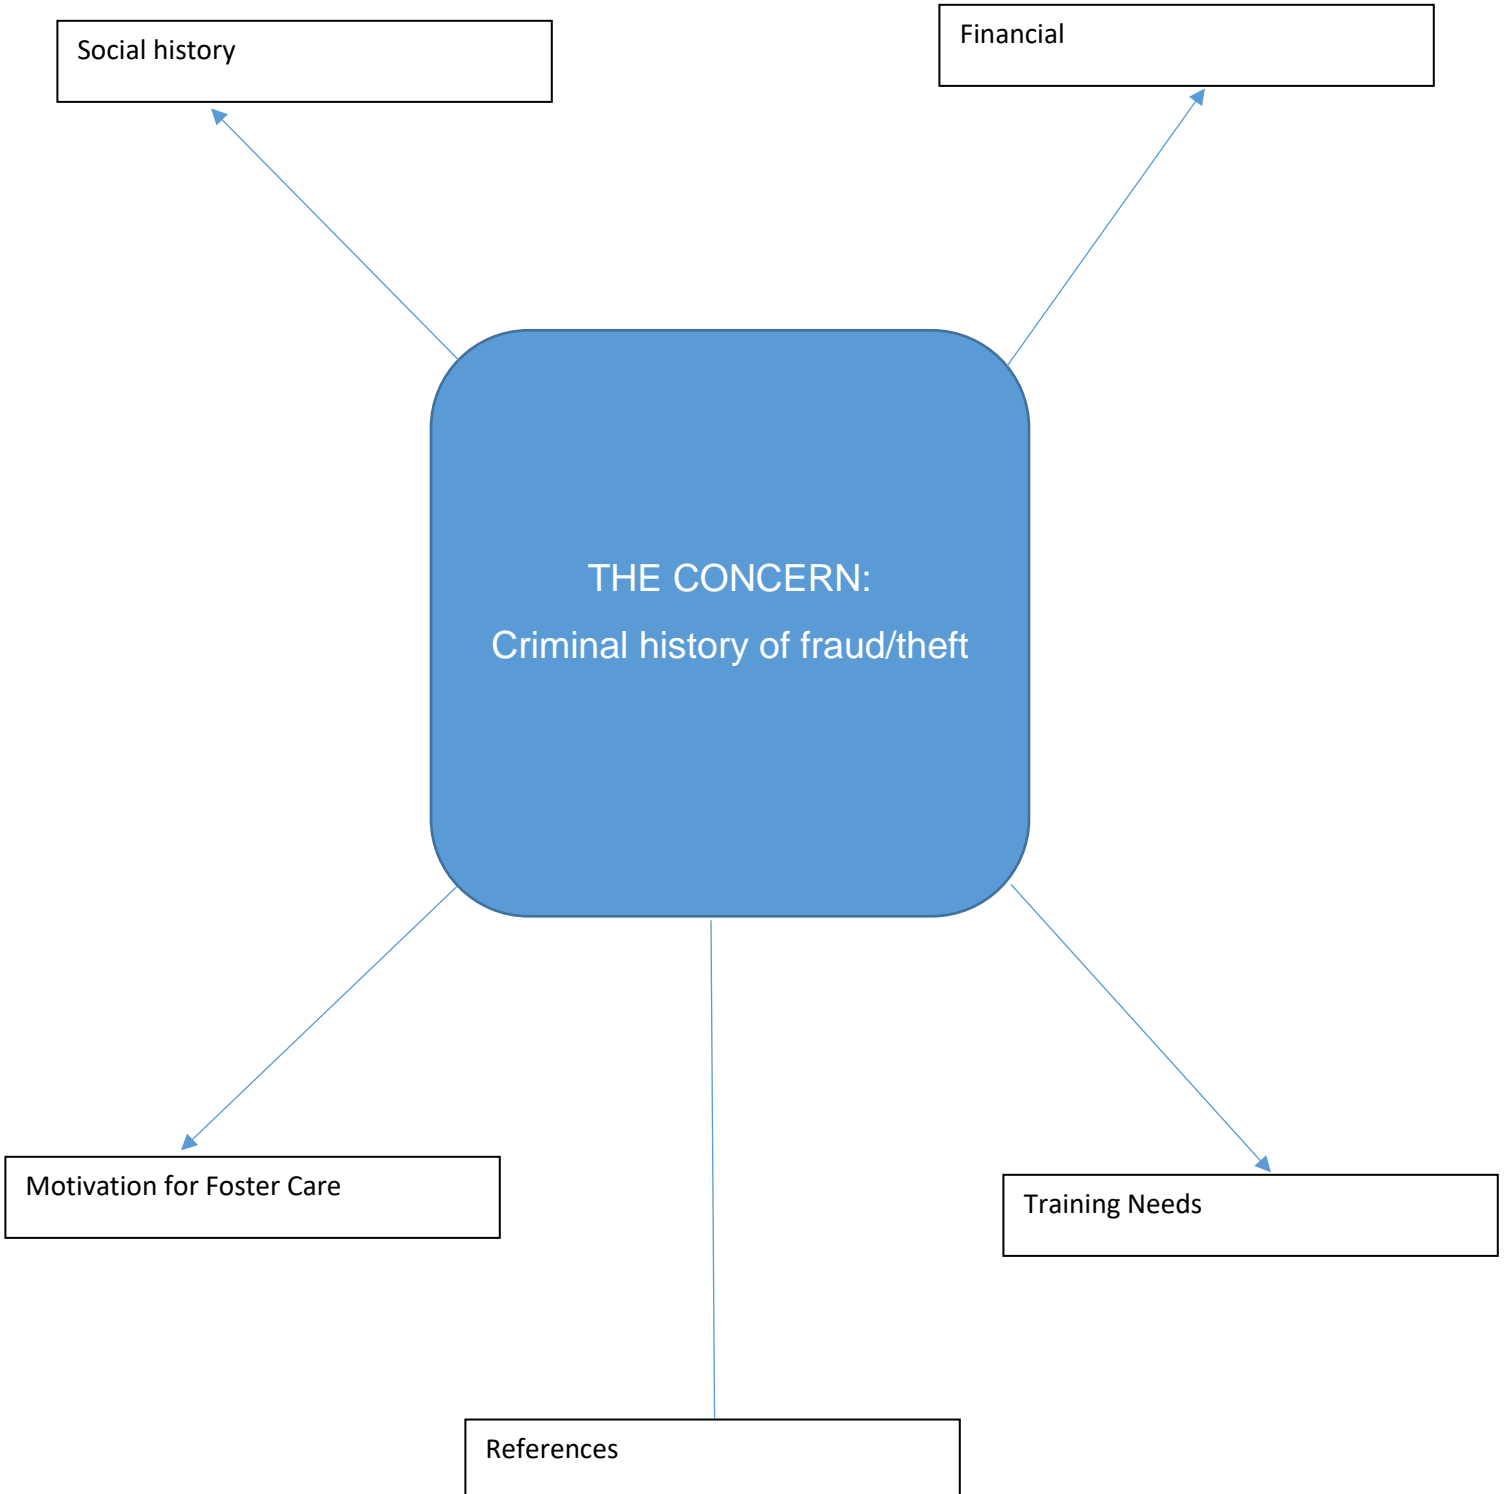 Social history
Financial
THE CONCERN:
Criminal history of fraud/theft
Motivation for Foster Care
Training Needs
References